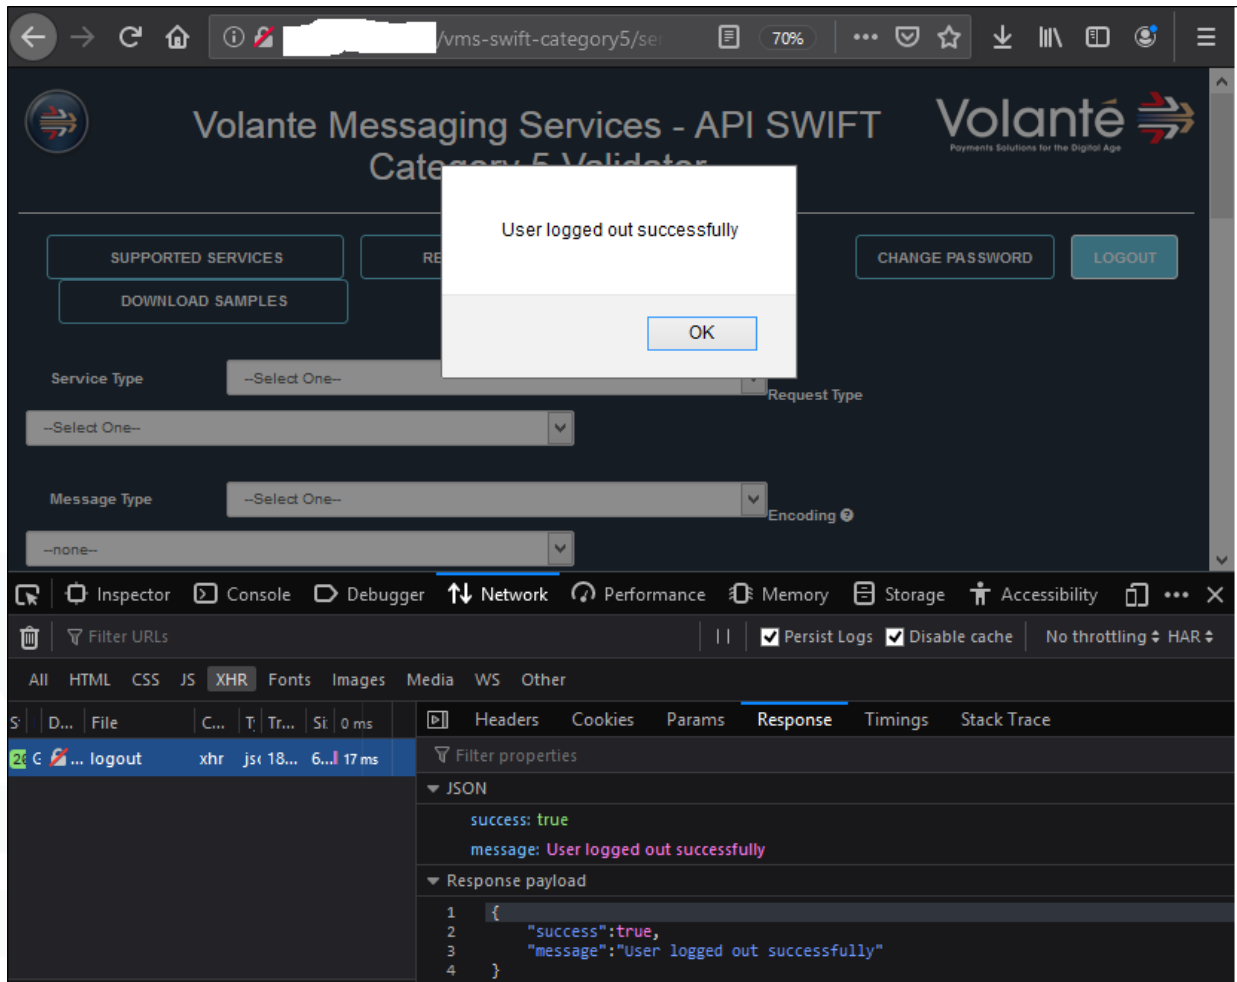 /vms-swift-category5/se
70%
Volante Messaging Services - API SWIFT
Category 5 Validator
Volanté
Payments Solutions for the Digital Age
User logged out successfully
OK
SUPPORTED SERVICES
RE
CHANGE PASSWORD
LOGOUT
DOWNLOAD SAMPLES
Service Type
--Select One--
Request Type
--Select One--
Message Type
--Select One--
Encoding
--none--
Inspector
Console
Debugger
Network
Performance
Memory
Storage
Accessibility
Filter URLs
Persist Logs
Disable cache
No throttling
HAR
All
HTML
CSS
JS
XHR
Fonts
Images
Media
WS
Other
D...
File
C...
Tr...
0 ms
Headers
Cookies
Params
Response
Timings
Stack Trace
... logout
xhr
18...
6...
17 ms
Filter properties
JSON
success: true
message: User logged out successfully
Response payload
1 {
2 "success":true,
3 "message":"User logged out successfully"
4 }